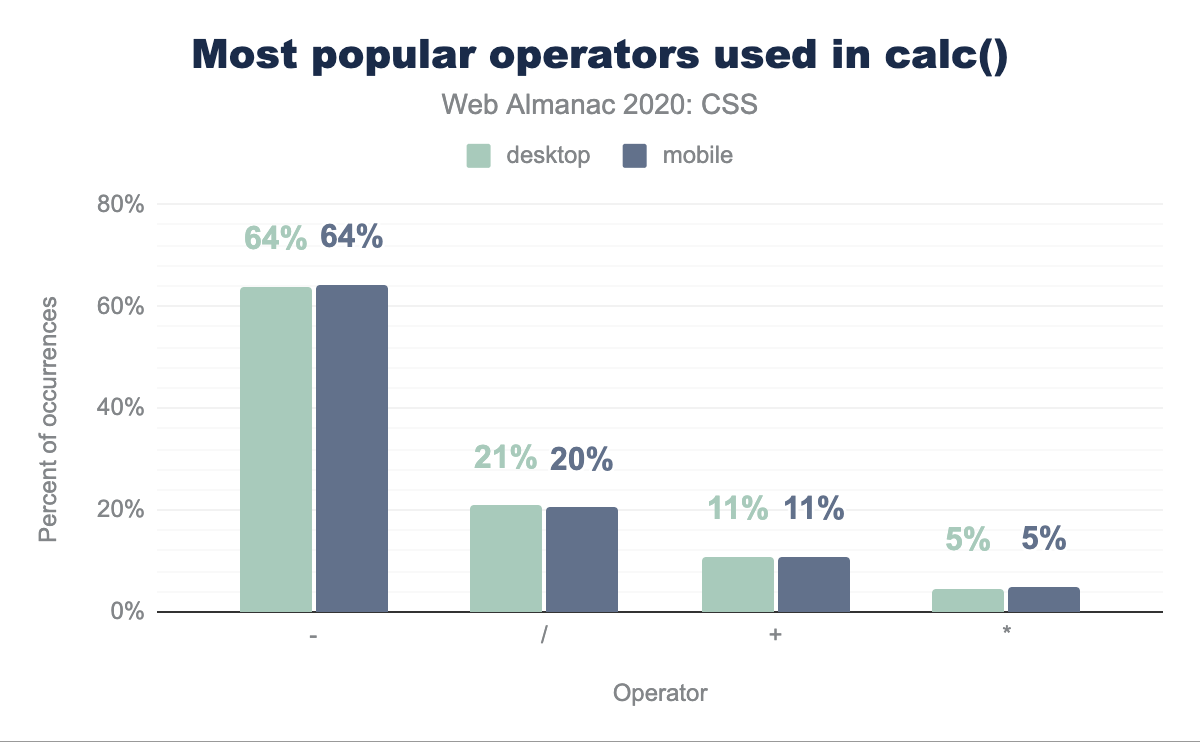 Most popular operators used in calc()
Web Almanac 2020: CSS
desktop mobile
80%
60%
40%
20%
0%
Percent of occurrences
64% 64%
21% 20%
11% 11%
5% 5%
- / + *
Operator